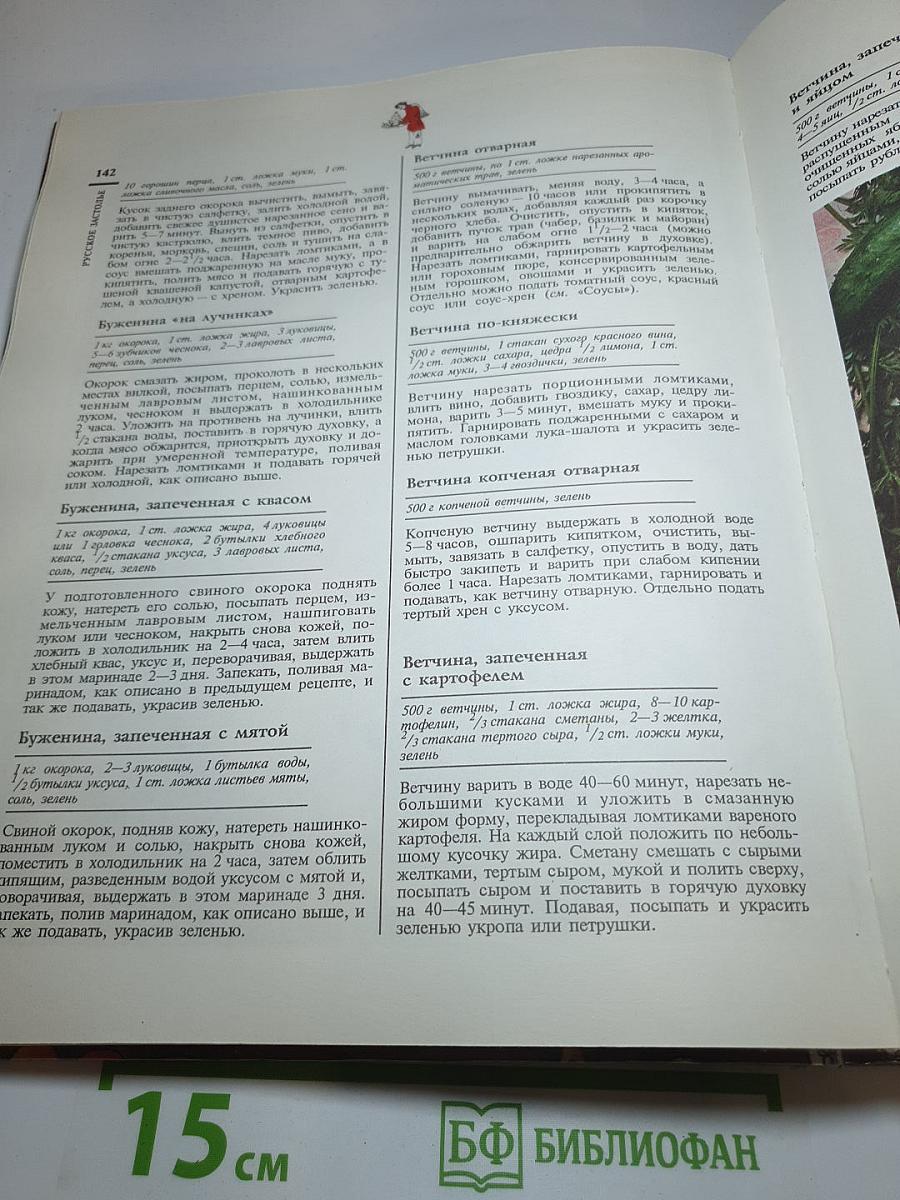 142
РУССКОЕ ЗАСТОЛЬЕ
10 горошин перца, 1 ст. ложка муки, 1 ст.
ложка сливочного масла, соль, зелень
Кусок заднего окорока вычистить, вымыть, завя-
зать в чистую салфетку, залить холодной водой,
добавить свежее душистое нарезанное сено и ва-
рить 5—7 минут. Вынуть из салфетки, опустить в
чистую кастрюлю, влить темное пиво, добавить
коренья, морковь, специи, соль и тушить на сла-
бом огне 2—2 1/2 часа. Нарезать ломтиками, а в
соус вмешать поджаренную на масле муку, про-
кипятить, полить мясо и подавать горячую с ту-
шеной квашеной капустой, отварным картофе-
лем, а холодную — с хреном. Украсить зеленью.
Буженина «на лучинках»
1 кг окорока, 1 ст. ложка жира, 3 луковицы,
5—6 зубчиков чеснока, 2—3 лавровых листа,
перец, соль, зелень
Окорок смазать жиром, проколоть в нескольких
местах вилкой, посыпать перцем, солью, измель-
ченным лавровым листом, нашинкованным
луком, чесноком и выдержать в холодильнике
2 часа. Уложить на противень на лучинки, влить
1/2 стакана воды, поставить в горячую духовку, а
когда мясо обжарится, приоткрыть духовку и до-
жарить при умеренной температуре, поливая
соком. Нарезать ломтиками и подавать горячей
или холодной, как описано выше.
Буженина, запеченная с квасом
1 кг окорока, 1 ст. ложка жира, 4 луковицы
или 1 головка чеснока, 2 бутылки хлебного
кваса, 1/2 стакана уксуса, 3 лавровых листа,
соль, перец, зелень
У подготовленного свиного окорока поднять
кожу, натереть его солью, посыпать перцем, из-
мельченным лавровым листом, нашпиговать
луком или чесноком, накрыть снова кожей, по-
ложить в холодильник на 2—4 часа, затем влить
хлебный квас, уксус и, переворачивая, выдержать
в этом маринаде 2—3 дня. Запекать, поливая ма-
ринадом, как описано в предыдущем рецепте, и
так же подавать, украсив зеленью.
Буженина, запеченная с мятой
1 кг окорока, 2—3 луковицы, 1 бутылка воды,
1/2 бутылки уксуса, 1 ст. ложка листьев мяты,
соль, зелень
Свиной окорок, подняв кожу, натереть нашинко-
ванным луком и солью, накрыть снова кожей,
поместить в холодильник на 2 часа, затем облить
кипящим, разведенным водой уксусом с мятой и,
оворачивая, выдержать в этом маринаде 3 дня.
апекать, полив маринадом, как описано выше, и
к же подавать, украсив зеленью.
Ветчина отварная
500 г ветчины, по 1 ст. ложке нарезанных аро-
матических трав, зелень
Ветчину вымачивать, меняя воду, 3—4 часа, а
сильно соленую — 10 часов или прокипятить в
нескольких водах, добавляя каждый раз корочку
черного хлеба. Очистить, опустить в кипяток,
добавить пучок трав (чабер, базилик и майоран)
и варить на слабом огне 1 1/2—2 часа (можно
предварительно обжарить ветчину в духовке).
Нарезать ломтиками, гарнировать картофельным
или гороховым пюре, консервированным зеле-
ным горошком, овощами и украсить зеленью.
Отдельно можно подать томатный соус, красный
соус или соус-хрен (см. «Соусы»).
Ветчина по-княжески
500 г ветчины, 1 стакан сухого красного вина,
1/2 ст. ложки сахара, цедра 1/2 лимона, 1 ст.
ложка муки, 3—4 гвоздички, зелень
Ветчину нарезать порционными ломтиками,
влить вино, добавить гвоздику, сахар, цедру ли-
мона, варить 3—5 минут, вмешать муку и проки-
пятить. Гарнировать поджаренными с сахаром и
маслом головками лука-шалота и украсить зеле-
нью петрушки.
Ветчина копченая отварная
500 г копченой ветчины, зелень
Копченую ветчину выдержать в холодной воде
5—8 часов, ошпарить кипятком, очистить, вы-
мыть, завязать в салфетку, опустить в воду, дать
быстро закипеть и варить при слабом кипении
более 1 часа. Нарезать ломтиками, гарнировать и
подавать, как ветчину отварную. Отдельно подать
тертый хрен с уксусом.
Ветчина, запеченная
с картофелем
500 г ветчины, 1 ст. ложка жира, 8—10 кар-
тофелин, 2/3 стакана сметаны, 2—3 желтка,
2/3 стакана тертого сыра, 1/2 ст. ложки муки,
зелень
Ветчину варить в воде 40—60 минут, нарезать не-
большими кусками и уложить в смазанную
жиром форму, перекладывая ломтиками вареного
картофеля. На каждый слой положить по неболь-
шому кусочку жира. Сметану смешать с сырыми
желтками, тертым сыром, мукой и полить сверху,
посыпать сыром и поставить в горячую духовку
на 40—45 минут. Подавая, посыпать и украсить
зеленью укропа или петрушки.
Ветчина, запеч
и яйцом
500 г ветчины, 1 с
4—5 яиц, 1/2 ст. ло
Ветчину нарезат
распущенным
очищенных яб
солью яйцами,
посыпать рубл
15 см
БФ БИБЛИОФАН